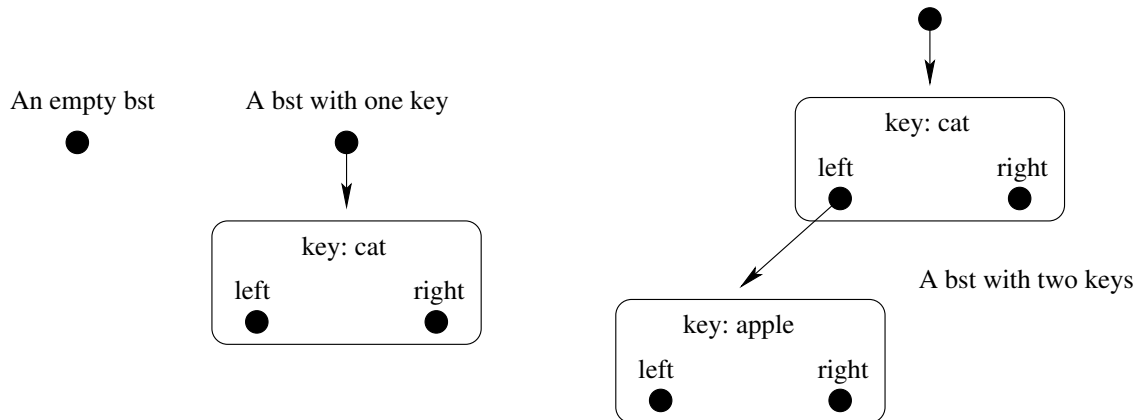 An empty bst
A bst with one key
key: cat
left right
key: cat
left right
A bst with two keys
key: apple
left right